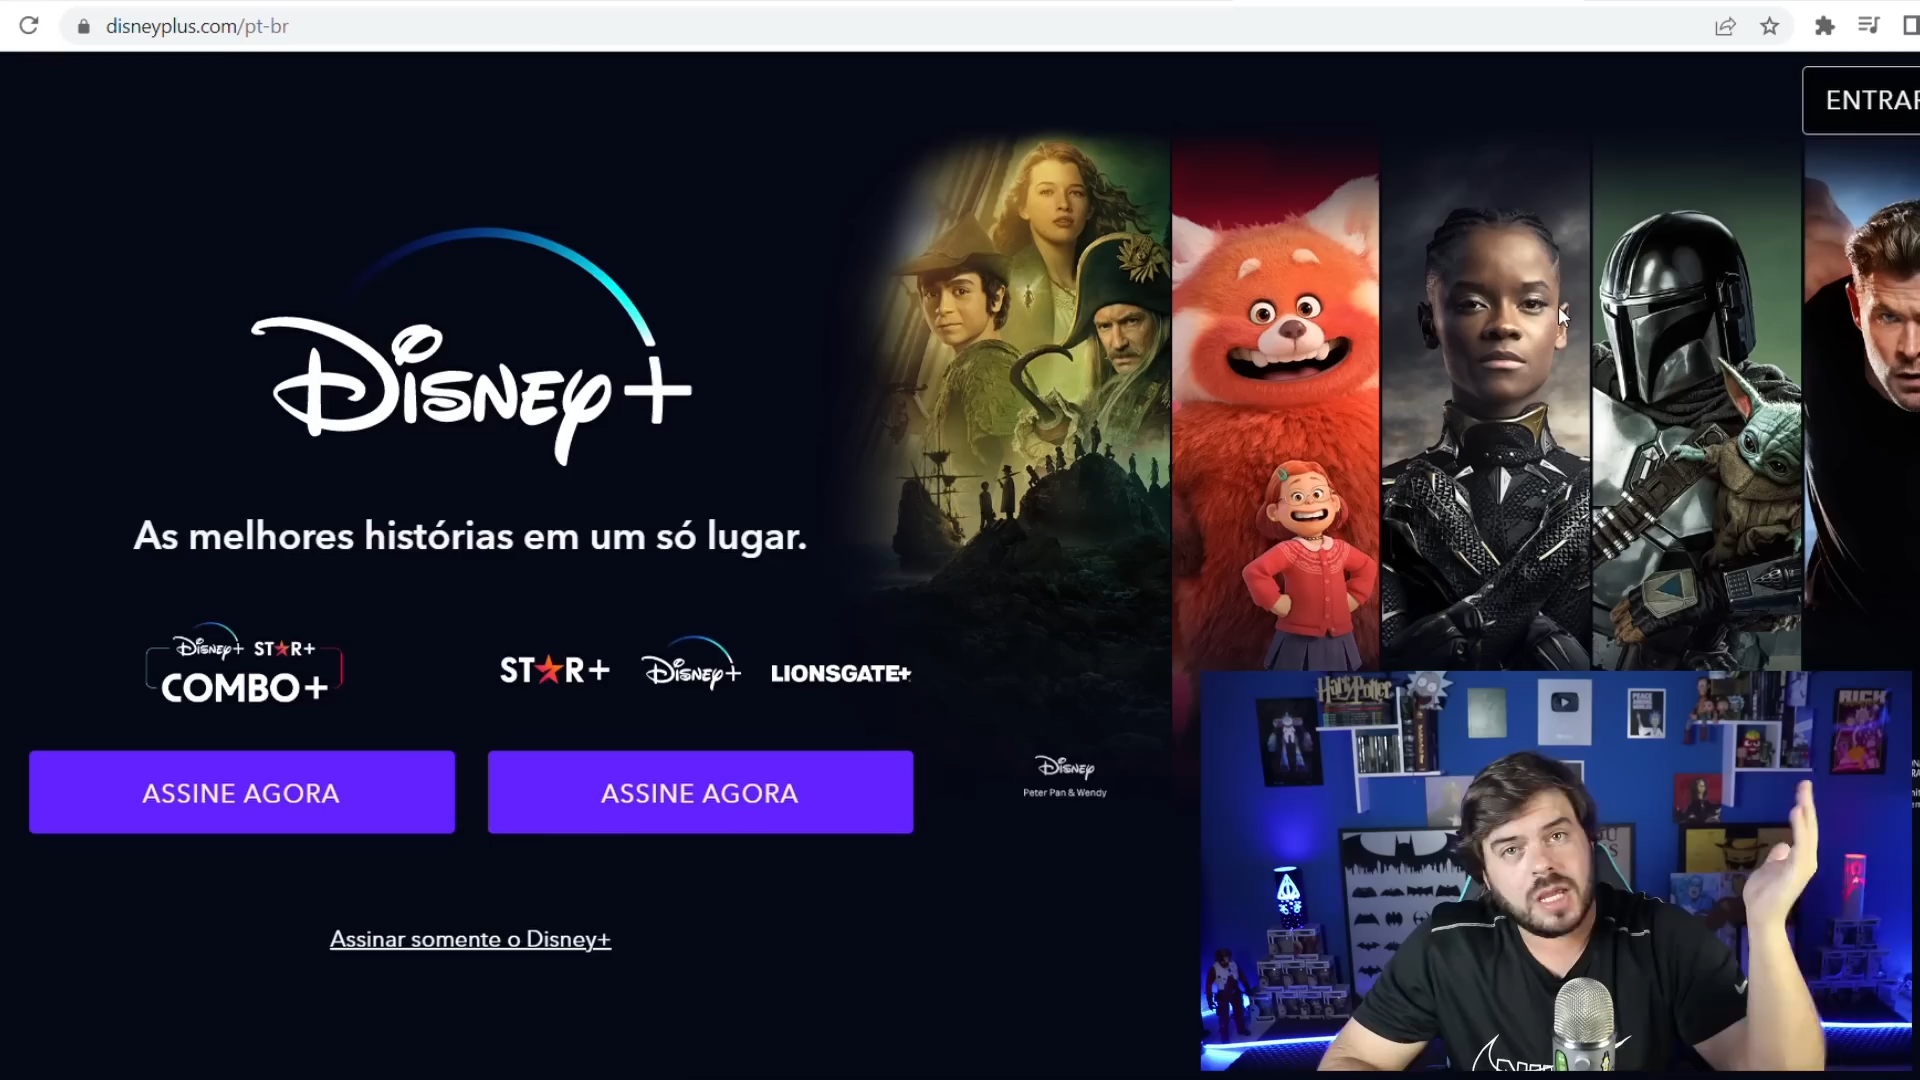 disneyplus.com/pt-br
ENTRAR
Disney+
As melhores histórias em um só lugar.
Disney+ STAR+
COMBO+
STAR+ Disney+ LIONSGATE+
ASSINE AGORA
ASSINE AGORA
Assinar somente o Disney+
Disney
Peter Pan & Wendy
Harry Potter
RICK